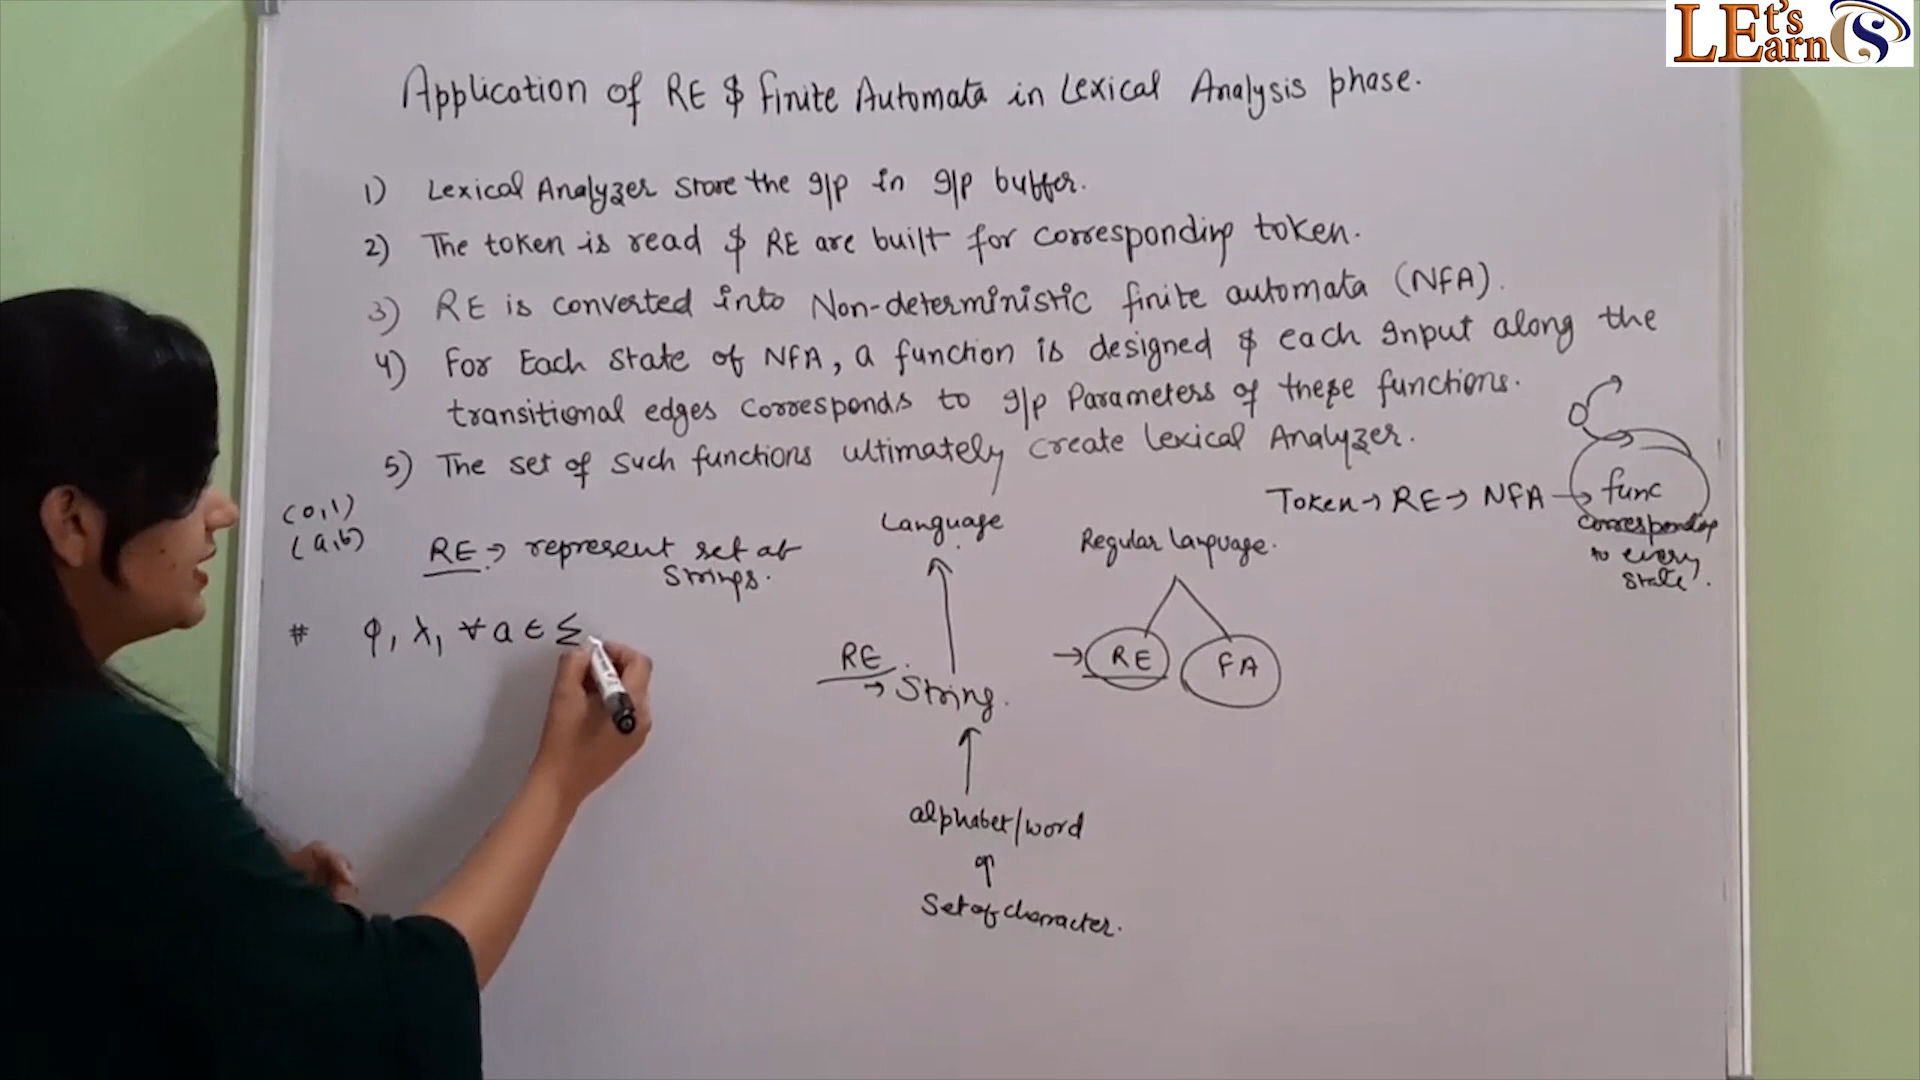 LEt's
Earn CS
Application of RE & Finite Automata in Lexical Analysis phase.
1) Lexical Analyzer store the I/p in I/p buffer.
2) The token is read & RE are built for corresponding token.
3) RE is converted into Non-deterministic finite automata (NFA).
4) For Each state of NFA, a function is designed & each Input along the
transitional edges corresponds to I/p Parameters of these functions.
5) The set of such functions ultimately create Lexical Analyzer.
Token → RE → NFA → func
corresponding
to every
state.
(0,1)
(a,b)
RE → represent set of
strings.
# φ, λ, ∀ a ∈ Σ
Language
RE
→ String.
alphabet/word
Set of character.
Regular language.
→ RE FA